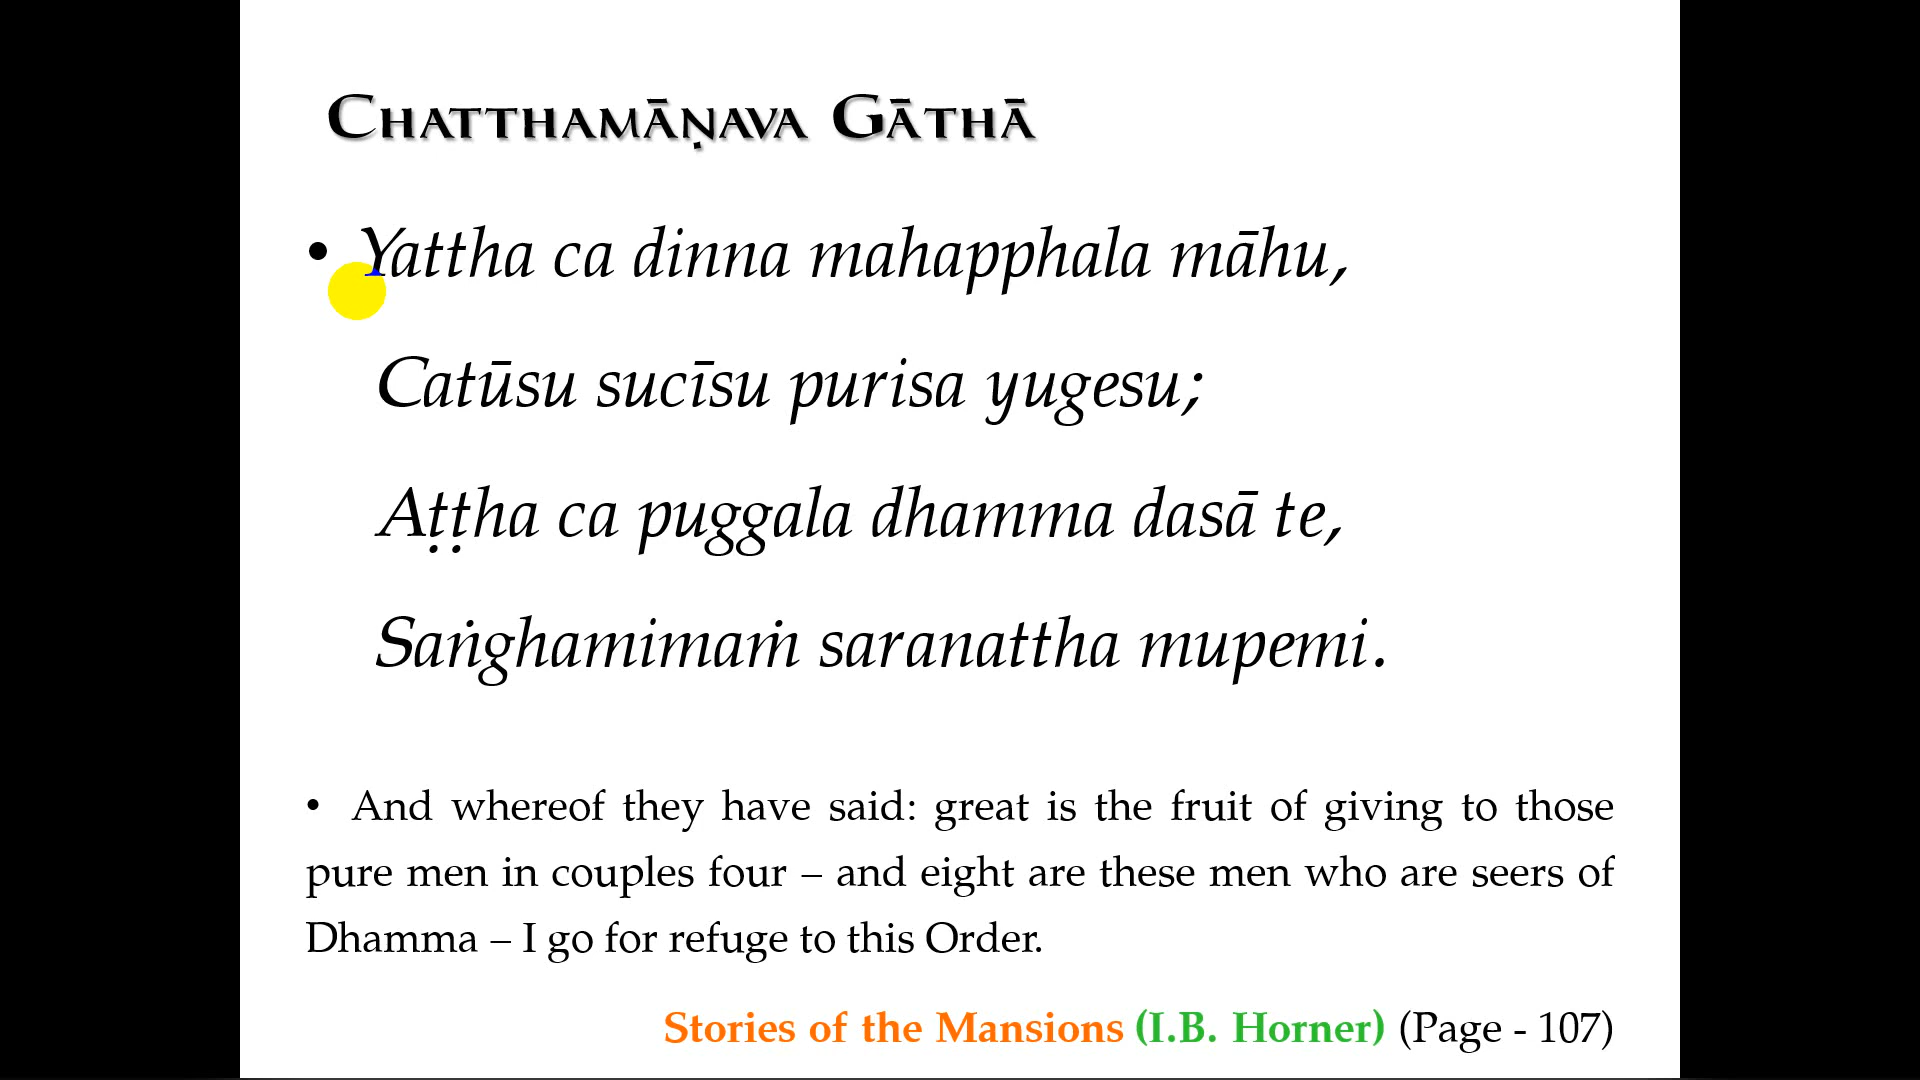 Chatthamāṇava Gāthā
• Yattha ca dinna mahapphala māhu,
Catūsu sucīsu purisa yugesu;
Aṭṭha ca puggala dhamma dasā te,
Saṅghamimaṁ saranattha mupemi.
• And whereof they have said: great is the fruit of giving to those
pure men in couples four – and eight are these men who are seers of
Dhamma – I go for refuge to this Order.
Stories of the Mansions (I.B. Horner) (Page - 107)